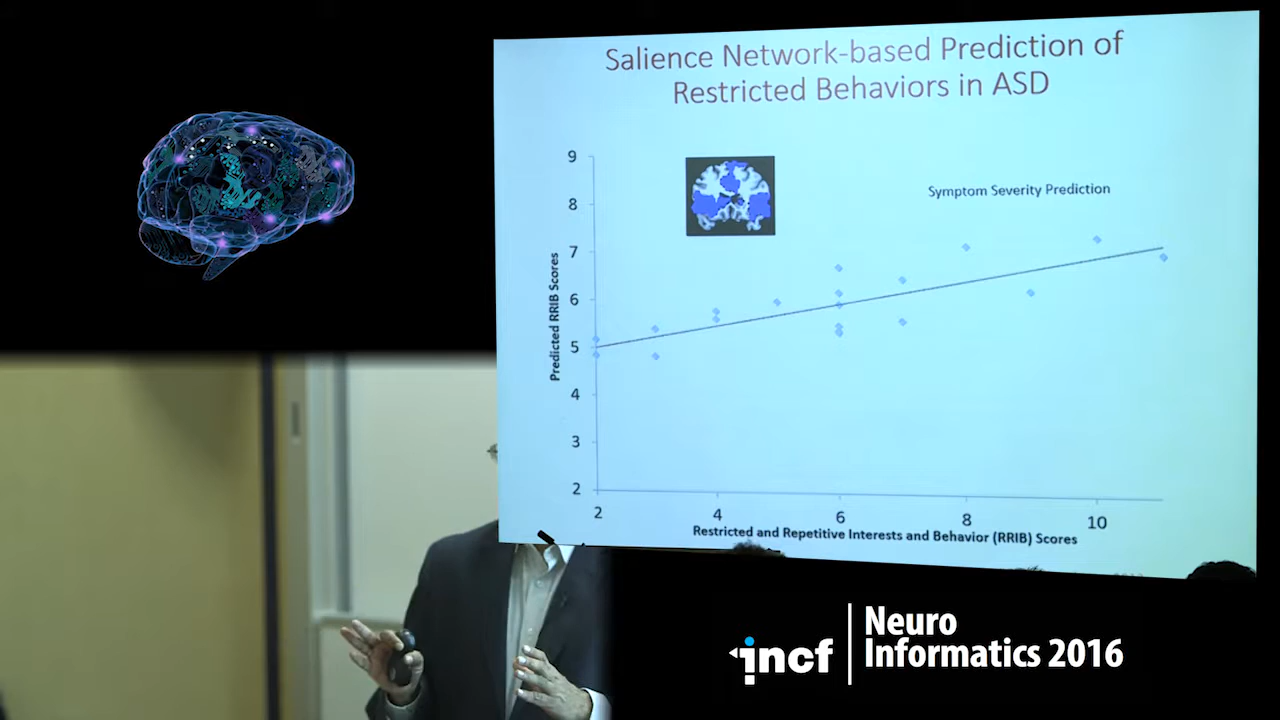 Salience Network-based Prediction of
Restricted Behaviors in ASD
Symptom Severity Prediction
Predicted RRIB Scores
9
8
7
6
5
4
3
2
2
4
6
8
10
Restricted and Repetitive Interests and Behavior (RRIB) Scores
incf
Neuro
Informatics 2016